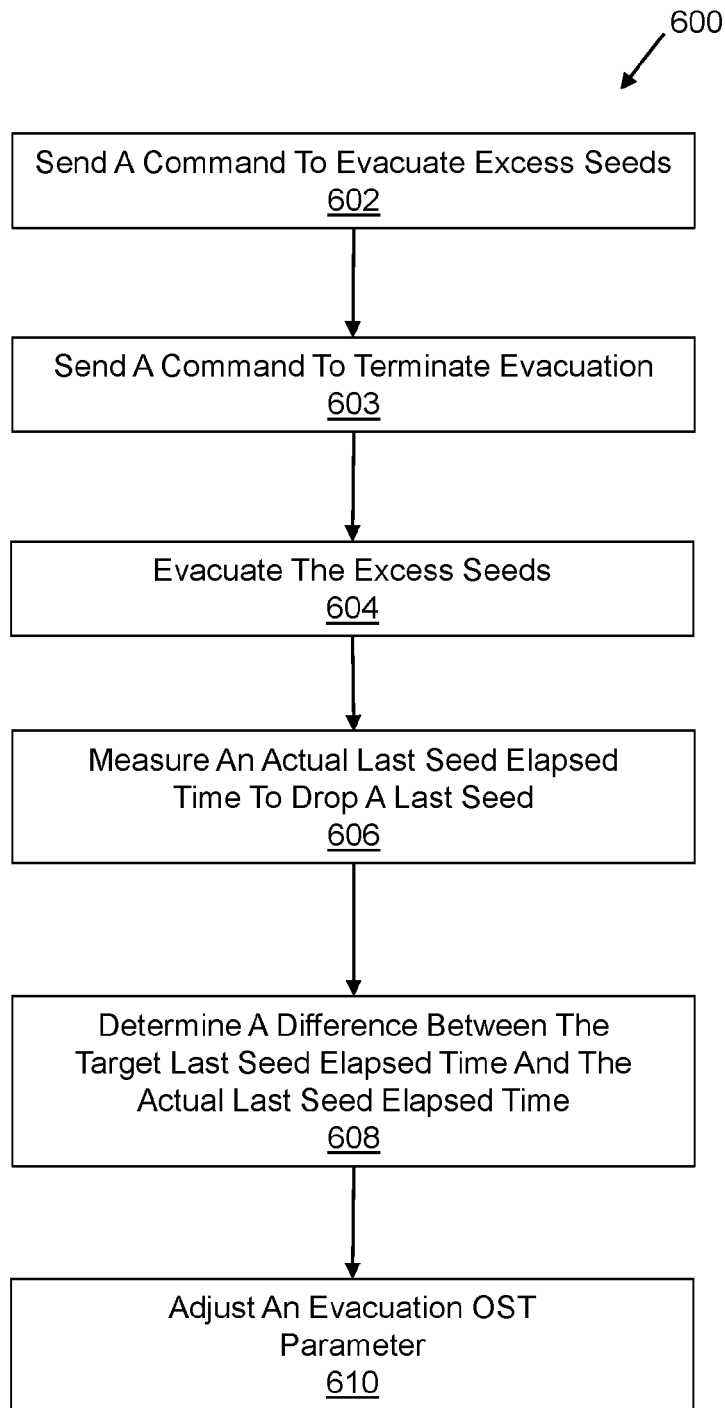 600
Send A Command To Evacuate Excess Seeds
602
Send A Command To Terminate Evacuation
603
Evacuate The Excess Seeds
604
Measure An Actual Last Seed Elapsed
Time To Drop A Last Seed
606
Determine A Difference Between The
Target Last Seed Elapsed Time And The
Actual Last Seed Elapsed Time
608
Adjust An Evacuation OST
Parameter
610